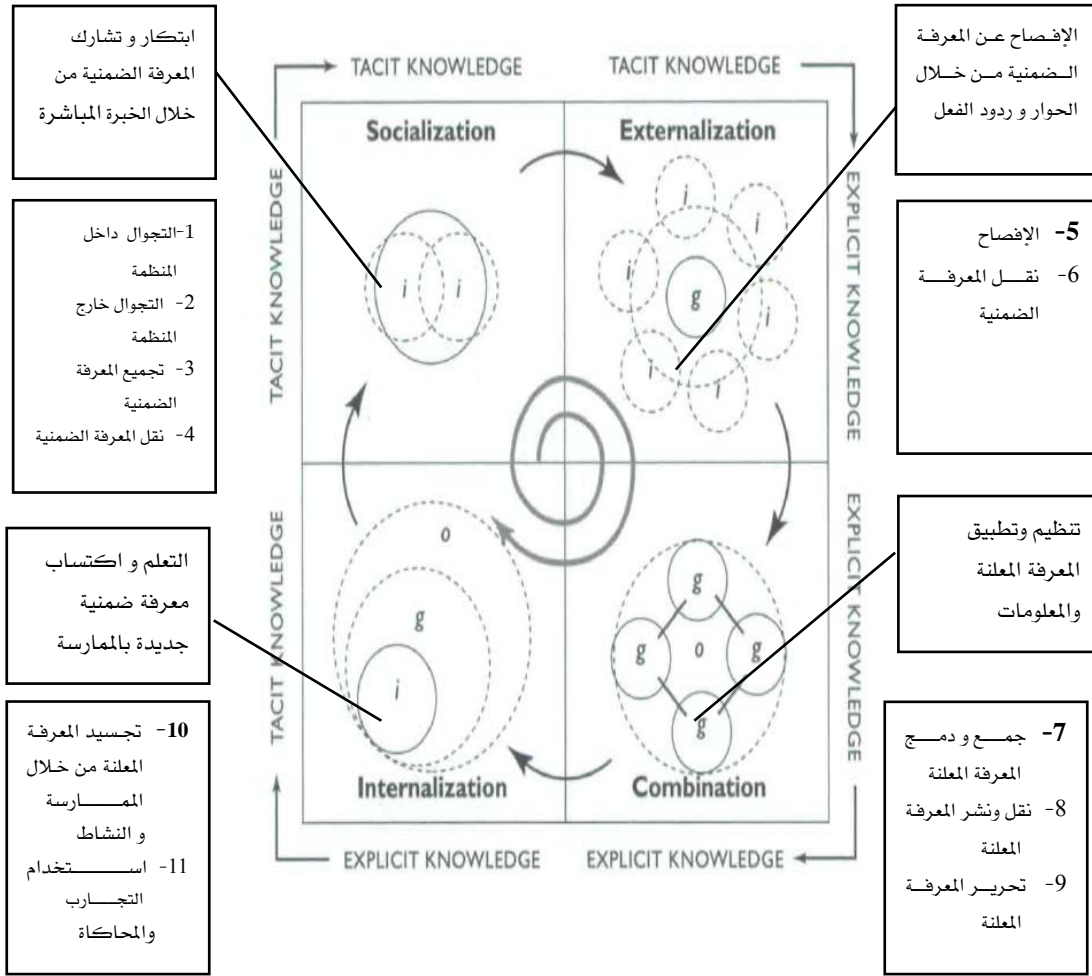 ابتكار و تشارك
المعرفة الضمنية من
خلال الخبرة المباشرة
الإفصاح عن المعرفة
الضمنية من خلال
الحوار و ردود الفعل
TACIT KNOWLEDGE
TACIT KNOWLEDGE
Socialization
Externalization
TACIT KNOWLEDGE
EXPLICIT KNOWLEDGE
i
i
i
i
i
i
i
i
g
1-التجوال داخل
المنظمة
2- التجوال خارج
المنظمة
3- تجميع المعرفة
الضمنية
4- نقل المعرفة الضمنية
5- الإفصاح
6- نقل المعرفة
الضمنية
التعلم و اكتساب
معرفة ضمنية
جديدة بالممارسة
تنظيم وتطبيق
المعرفة المعلنة
والمعلومات
TACIT KNOWLEDGE
EXPLICIT KNOWLEDGE
o
g
i
g
g
o
g
g
Internalization
Combination
EXPLICIT KNOWLEDGE
EXPLICIT KNOWLEDGE
10- تجسيد المعرفة
المعلنة من خلال
الممارسة
و النشاط
11- استخدام
التجارب
والمحاكاة
7- جمع و دمج
المعرفة المعلنة
8- نقل ونشر المعرفة
المعلنة
9- تحرير المعرفة
المعلنة